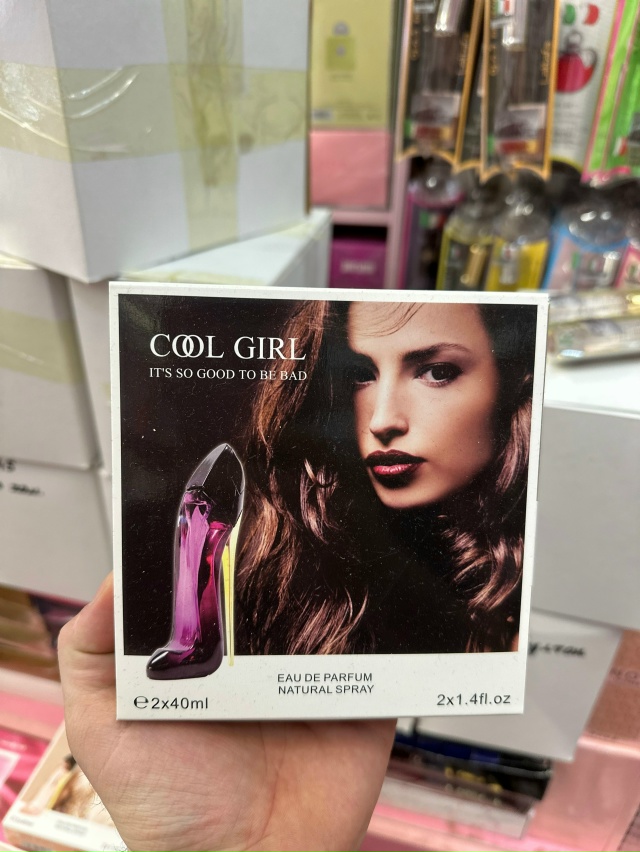 COOL GIRL
IT'S SO GOOD TO BE BAD
EAU DE PARFUM
NATURAL SPRAY
℮2x40ml
2x1.4fl.oz